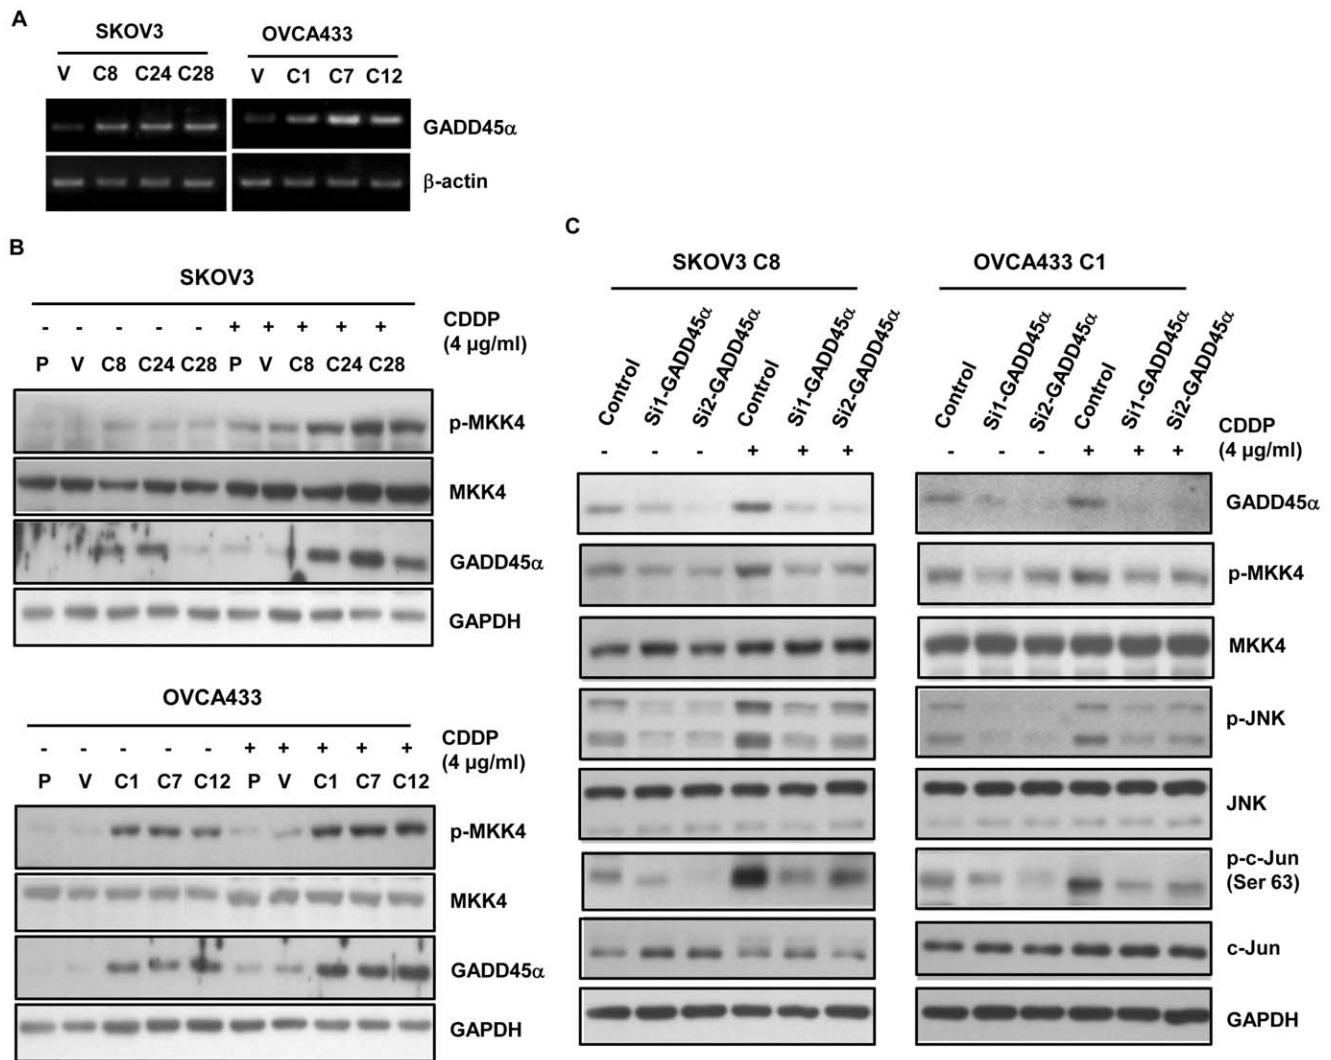 A
SKOV3 OVCA433
V C8 C24 C28 V C1 C7 C12
GADD45α
β-actin
B
SKOV3
- - - - - + + + + + CDDP
(4 µg/ml)
P V C8 C24 C28 P V C8 C24 C28
p-MKK4
MKK4
GADD45α
GAPDH
OVCA433
- - - - - + + + + + CDDP
(4 µg/ml)
P V C1 C7 C12 P V C1 C7 C12
p-MKK4
MKK4
GADD45α
GAPDH
C
SKOV3 C8 OVCA433 C1
Control Si1-GADD45α Si2-GADD45α Control Si1-GADD45α Si2-GADD45α Control Si1-GADD45α Si2-GADD45α Control Si1-GADD45α Si2-GADD45α
CDDP
- - - + + + - - - + + + (4 µg/ml)
GADD45α
p-MKK4
MKK4
p-JNK
JNK
p-c-Jun
(Ser 63)
c-Jun
GAPDH